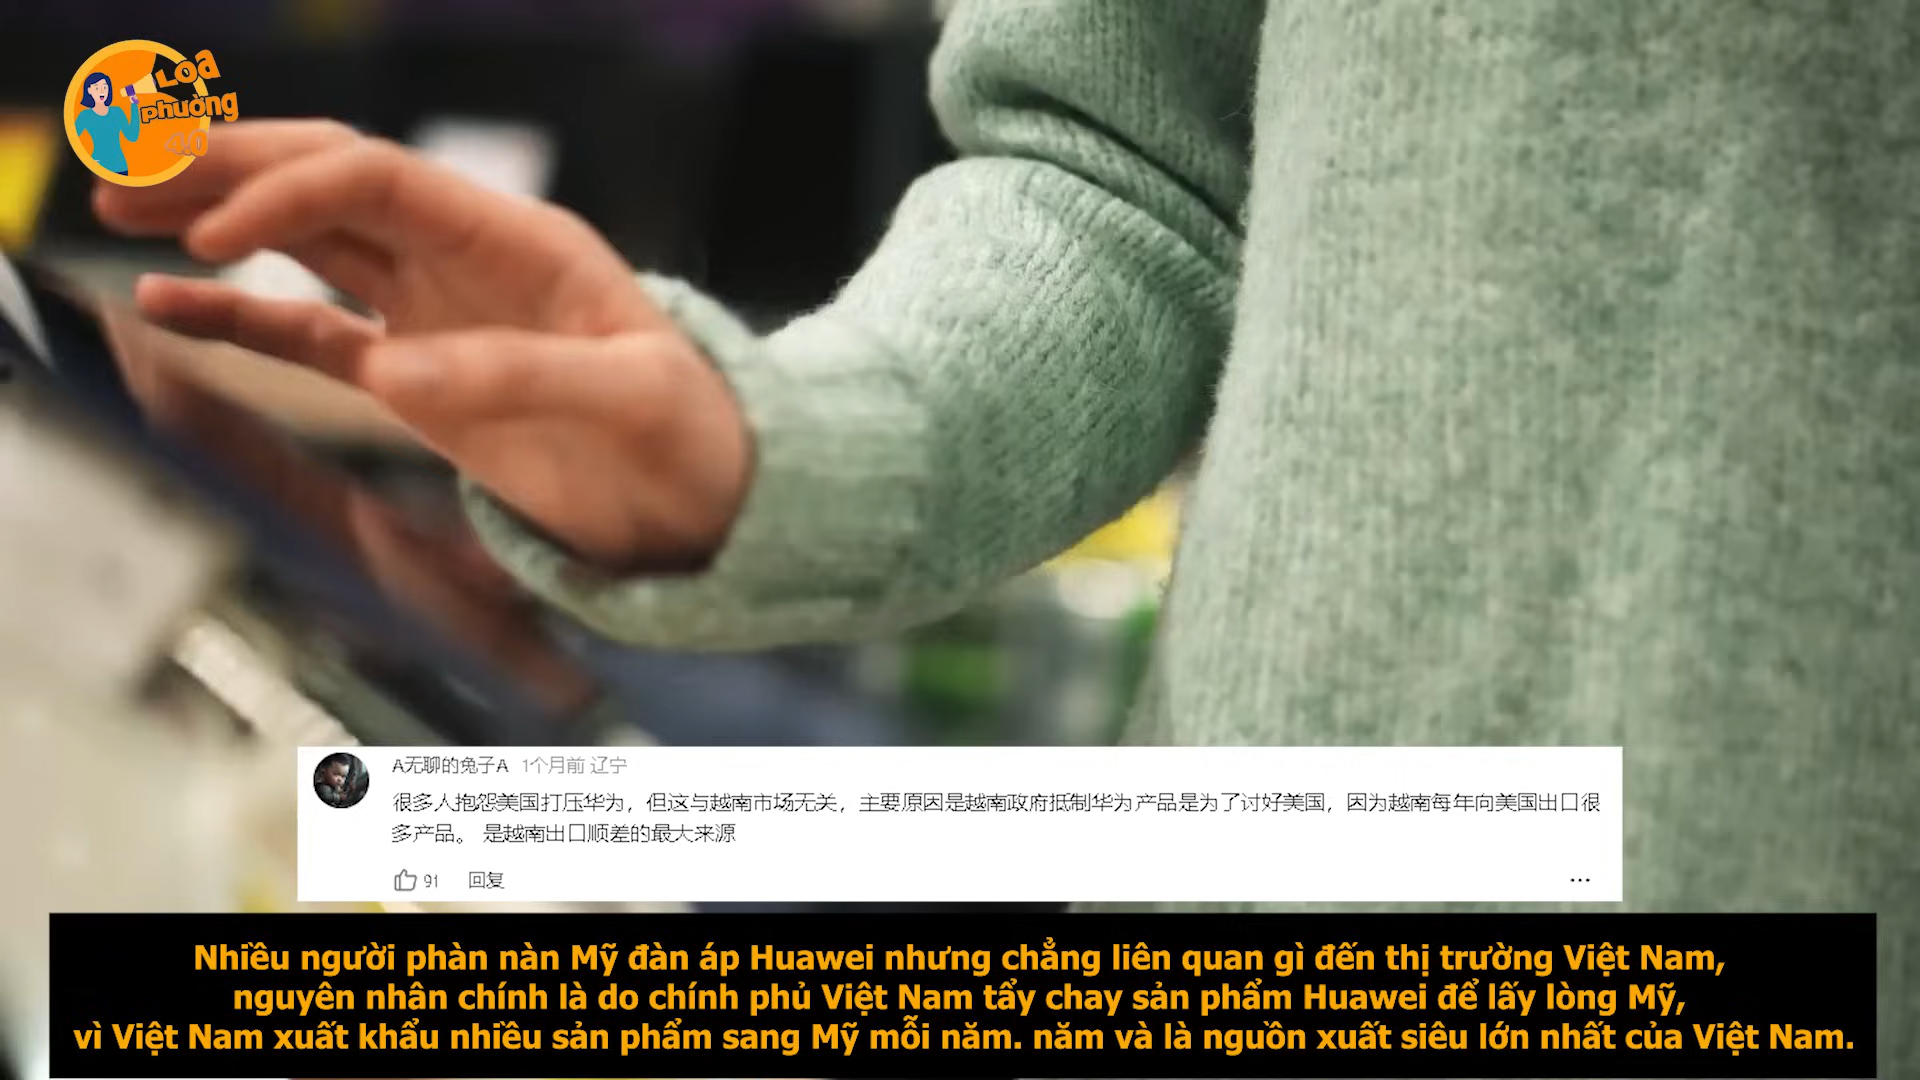 Loa
phường
4.0
A无聊的兔子A 1个月前 辽宁
很多人抱怨美国打压华为，但这与越南市场无关，主要原因是越南政府抵制华为产品是为了讨好美国，因为越南每年向美国出口很
多产品。 是越南出口顺差的最大来源
91 回复
Nhiều người phàn nàn Mỹ đàn áp Huawei nhưng chẳng liên quan gì đến thị trường Việt Nam,
nguyên nhân chính là do chính phủ Việt Nam tẩy chay sản phẩm Huawei để lấy lòng Mỹ,
vì Việt Nam xuất khẩu nhiều sản phẩm sang Mỹ mỗi năm. năm và là nguồn xuất siêu lớn nhất của Việt Nam.